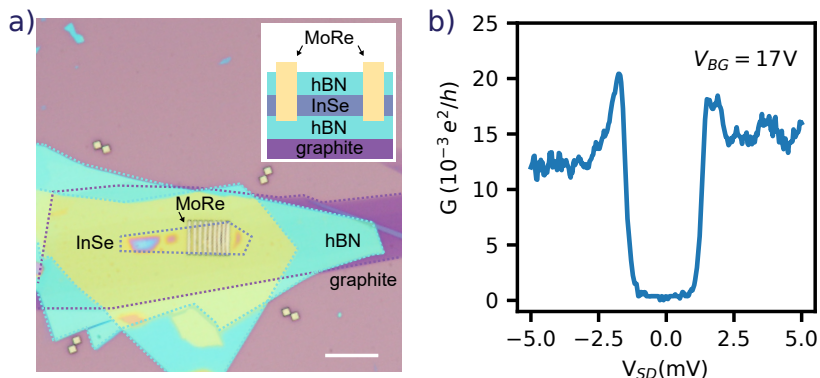 a)
MoRe
hBN
InSe
hBN
graphite
MoRe
InSe
hBN
graphite
b)
V_BG = 17V
G (10⁻³ e²/h)
25
20
15
10
5
0
−5.0 −2.5 0.0 2.5 5.0
V_SD(mV)